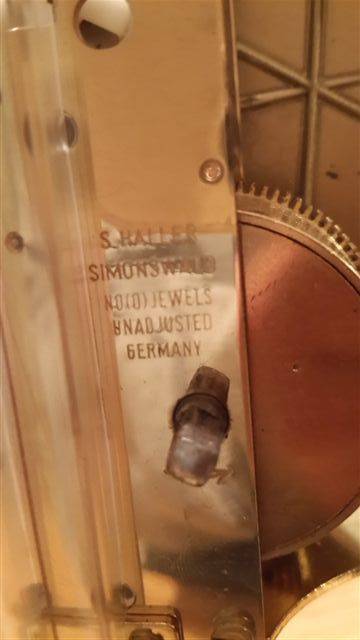 S. HALLER
SIMONSWALD
NO (0) JEWELS
UNADJUSTED
GERMANY